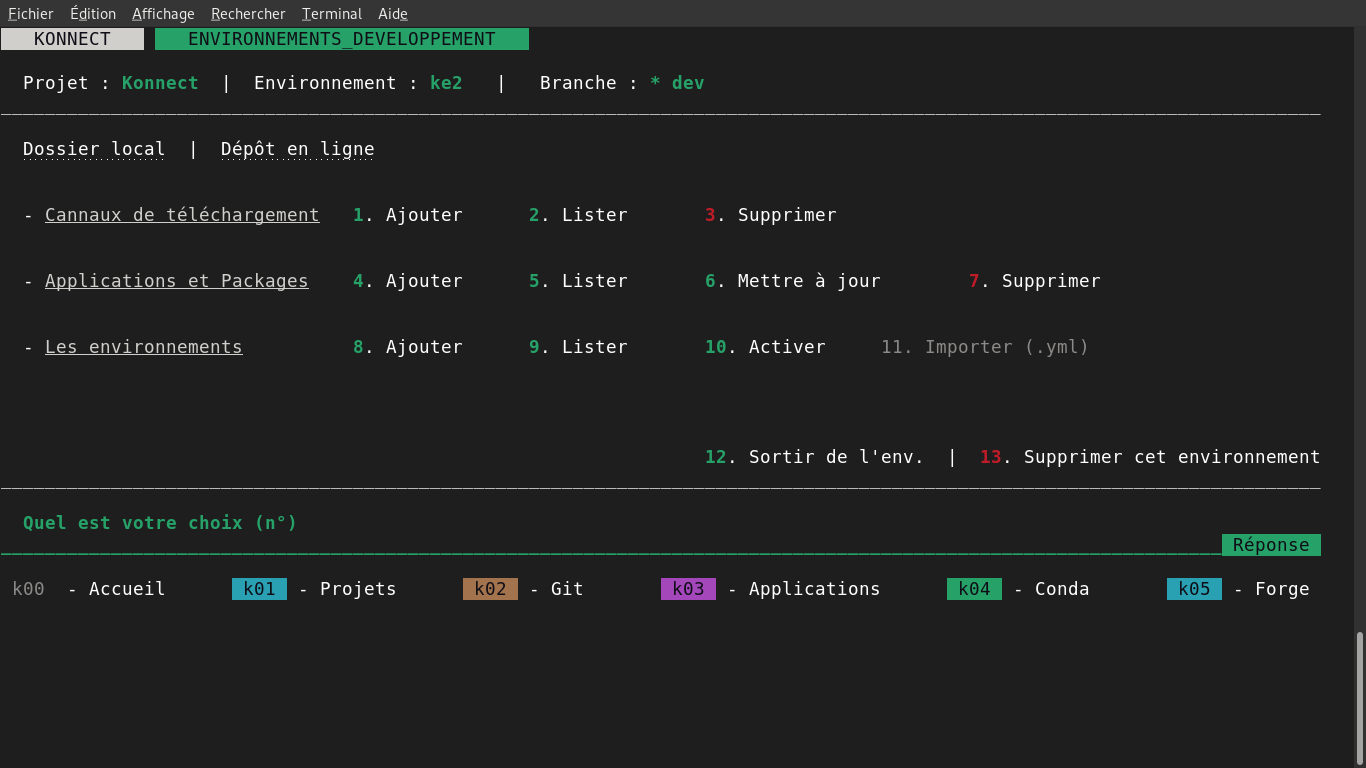 Fichier Édition Affichage Rechercher Terminal Aide
KONNECT ENVIRONNEMENTS_DEVELOPPEMENT
Projet : Konnect | Environnement : ke2 | Branche : * dev
Dossier local | Dépôt en ligne
- Cannaux de téléchargement 1. Ajouter 2. Lister 3. Supprimer
- Applications et Packages 4. Ajouter 5. Lister 6. Mettre à jour 7. Supprimer
- Les environnements 8. Ajouter 9. Lister 10. Activer 11. Importer (.yml)
12. Sortir de l'env. | 13. Supprimer cet environnement
Quel est votre choix (n°)
Réponse
k00 - Accueil k01 - Projets k02 - Git k03 - Applications k04 - Conda k05 - Forge